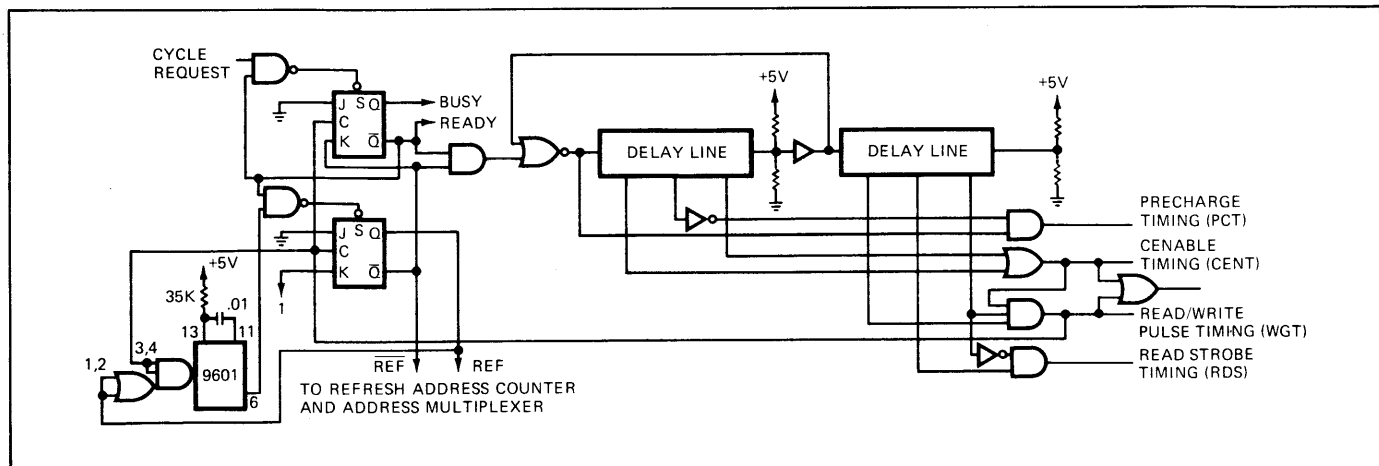 CYCLE
REQUEST
J S Q
C
K Q
BUSY
READY
+5V
DELAY LINE
DELAY LINE
+5V
PRECHARGE
TIMING (PCT)
CENABLE
TIMING (CENT)
READ/WRITE
PULSE TIMING (WGT)
READ STROBE
TIMING (RDS)
J S Q
C
K Q
1
+5V
35K
.01
13
11
3,4
1,2
9601
6
REF
REF
TO REFRESH ADDRESS COUNTER
AND ADDRESS MULTIPLEXER